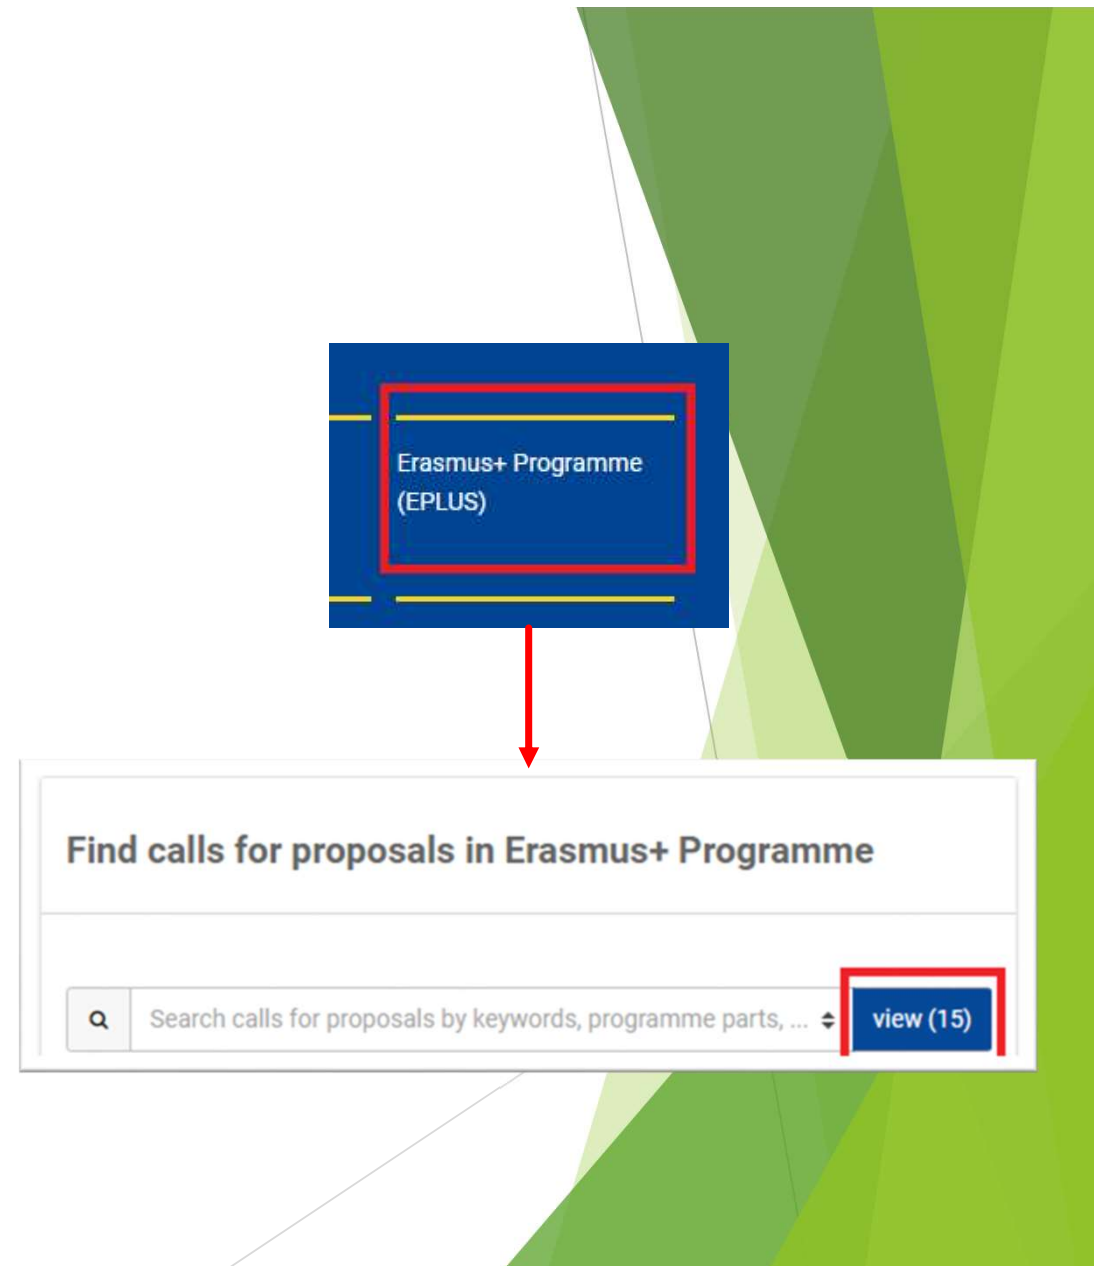 Erasmus+ Programme
(EPLUS)
Find calls for proposals in Erasmus+ Programme
Search calls for proposals by keywords, programme parts, ... view (15)